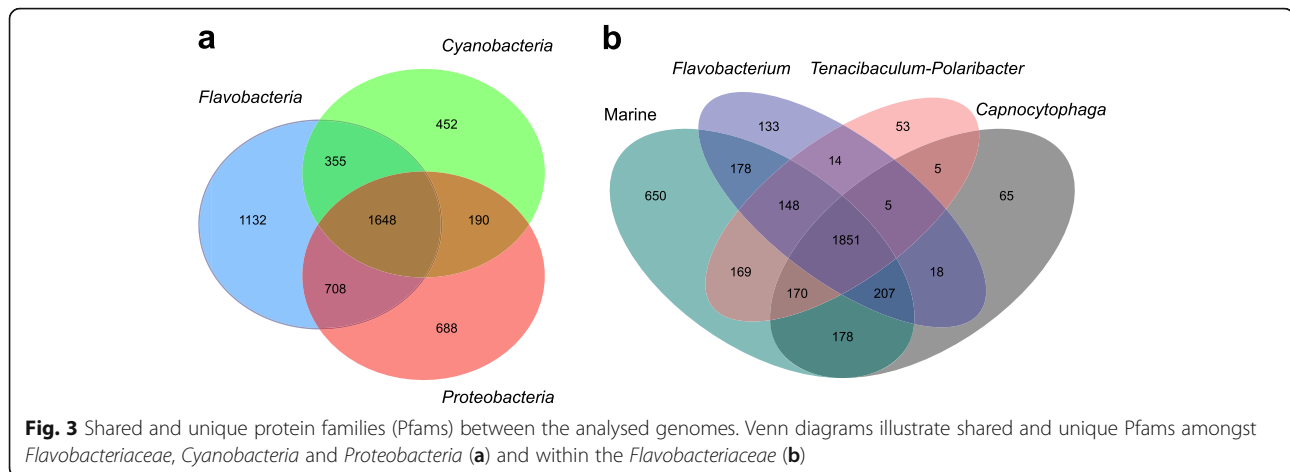 a
Cyanobacteria
Flavobacteria
452
355
1132
1648
190
708
688
Proteobacteria
b
Flavobacterium
Tenacibaculum-Polaribacter
Marine
Capnocytophaga
133
53
178
14
5
650
148
5
65
1851
169
18
170
207
178
Fig. 3 Shared and unique protein families (Pfams) between the analysed genomes. Venn diagrams illustrate shared and unique Pfams amongst
Flavobacteriaceae, Cyanobacteria and Proteobacteria (a) and within the Flavobacteriaceae (b)